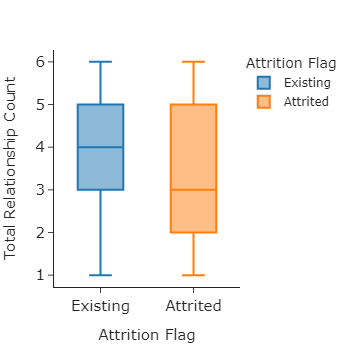 Attrition Flag
Existing
Attrited
Total Relationship Count
6
5
4
3
2
1
Existing Attrited
Attrition Flag